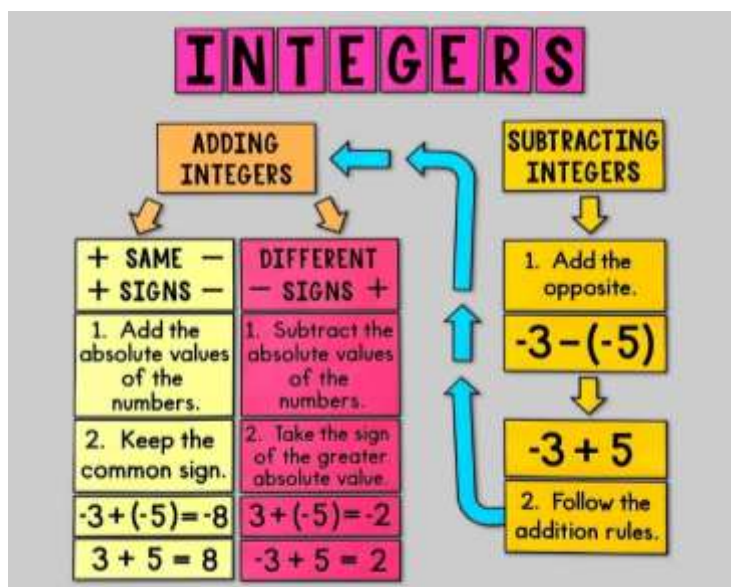 INTEGERS
ADDING
INTEGERS
+ SAME −
+ SIGNS −
1. Add the
absolute values
of the
numbers.
2. Keep the
common sign.
-3+(-5)=-8
3 + 5 = 8
DIFFERENT
− SIGNS +
1. Subtract the
absolute values
of the
numbers.
2. Take the sign
of the greater
absolute value.
3+(-5)=-2
-3 + 5 = 2
SUBTRACTING
INTEGERS
1. Add the
opposite.
-3-(-5)
-3 + 5
2. Follow the
addition rules.